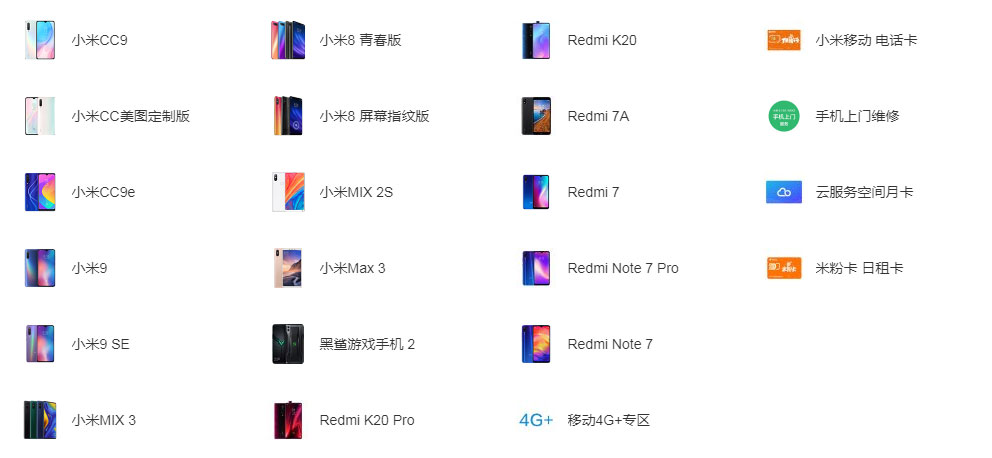 小米CC9
小米CC美图定制版
小米CC9e
小米9
小米9 SE
小米MIX 3
小米8 青春版
小米8 屏幕指纹版
小米MIX 2S
小米Max 3
黑鲨游戏手机 2
Redmi K20 Pro
Redmi K20
Redmi 7A
Redmi 7
Redmi Note 7 Pro
Redmi Note 7
4G+ 移动4G+专区
小米移动 电话卡
手机上门
服务
手机上门维修
云服务空间月卡
米粉卡 日租卡